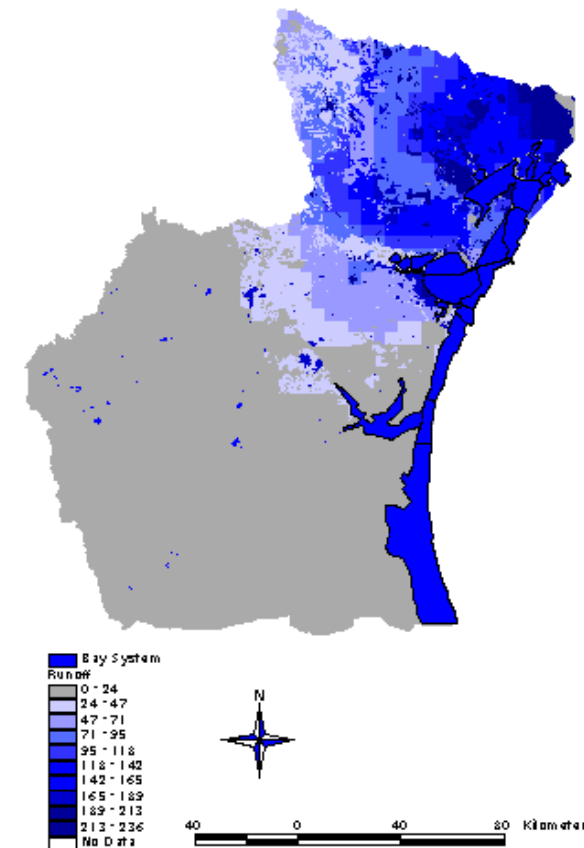 Bay System
Runoff
0 - 24
24 - 47
47 - 71
71 - 95
95 - 118
118 - 142
142 - 165
165 - 189
189 - 213
213 - 236
No Data
N
40 0 40 80 Kilometer